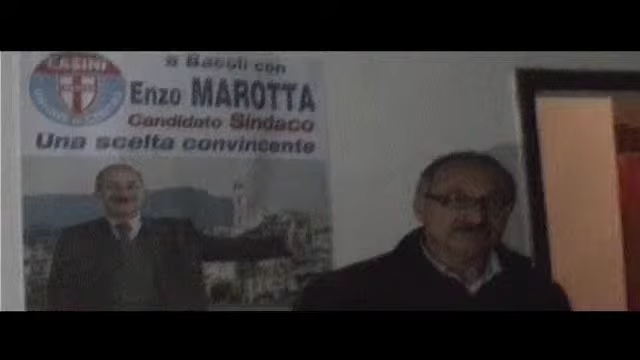 CASINI
a Bacoli con
Enzo MAROTTA
Candidato Sindaco
Una scelta convincente